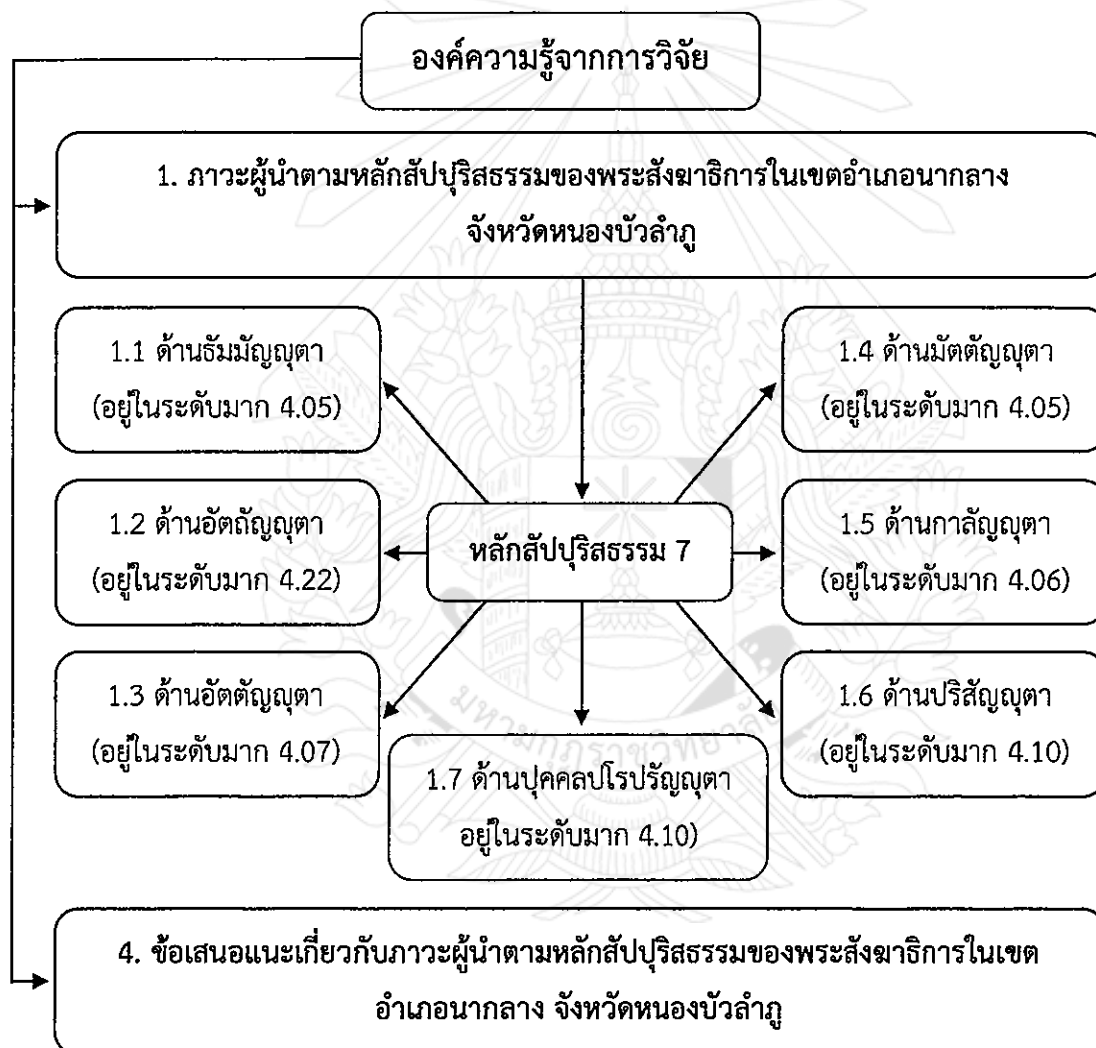 องค์ความรู้จากการวิจัย
1. ภาวะผู้นำตามหลักสัปปุริสธรรมของพระสังฆาธิการในเขตอำเภอนากลาง
จังหวัดหนองบัวลำภู
1.1 ด้านธัมมัญญุตา
(อยู่ในระดับมาก 4.05)
1.2 ด้านอัตถัญญุตา
(อยู่ในระดับมาก 4.22)
1.3 ด้านอัตตัญญุตา
(อยู่ในระดับมาก 4.07)
หลักสัปปุริสธรรม 7
1.4 ด้านมัตตัญญุตา
(อยู่ในระดับมาก 4.05)
1.5 ด้านกาลัญญุตา
(อยู่ในระดับมาก 4.06)
1.6 ด้านปริสัญญุตา
(อยู่ในระดับมาก 4.10)
1.7 ด้านปุคคลปโรปรัญญุตา
อยู่ในระดับมาก 4.10)
มหามกุฏราชวิทยาลัย
4. ข้อเสนอแนะเกี่ยวกับภาวะผู้นำตามหลักสัปปุริสธรรมของพระสังฆาธิการในเขต
อำเภอนากลาง จังหวัดหนองบัวลำภู